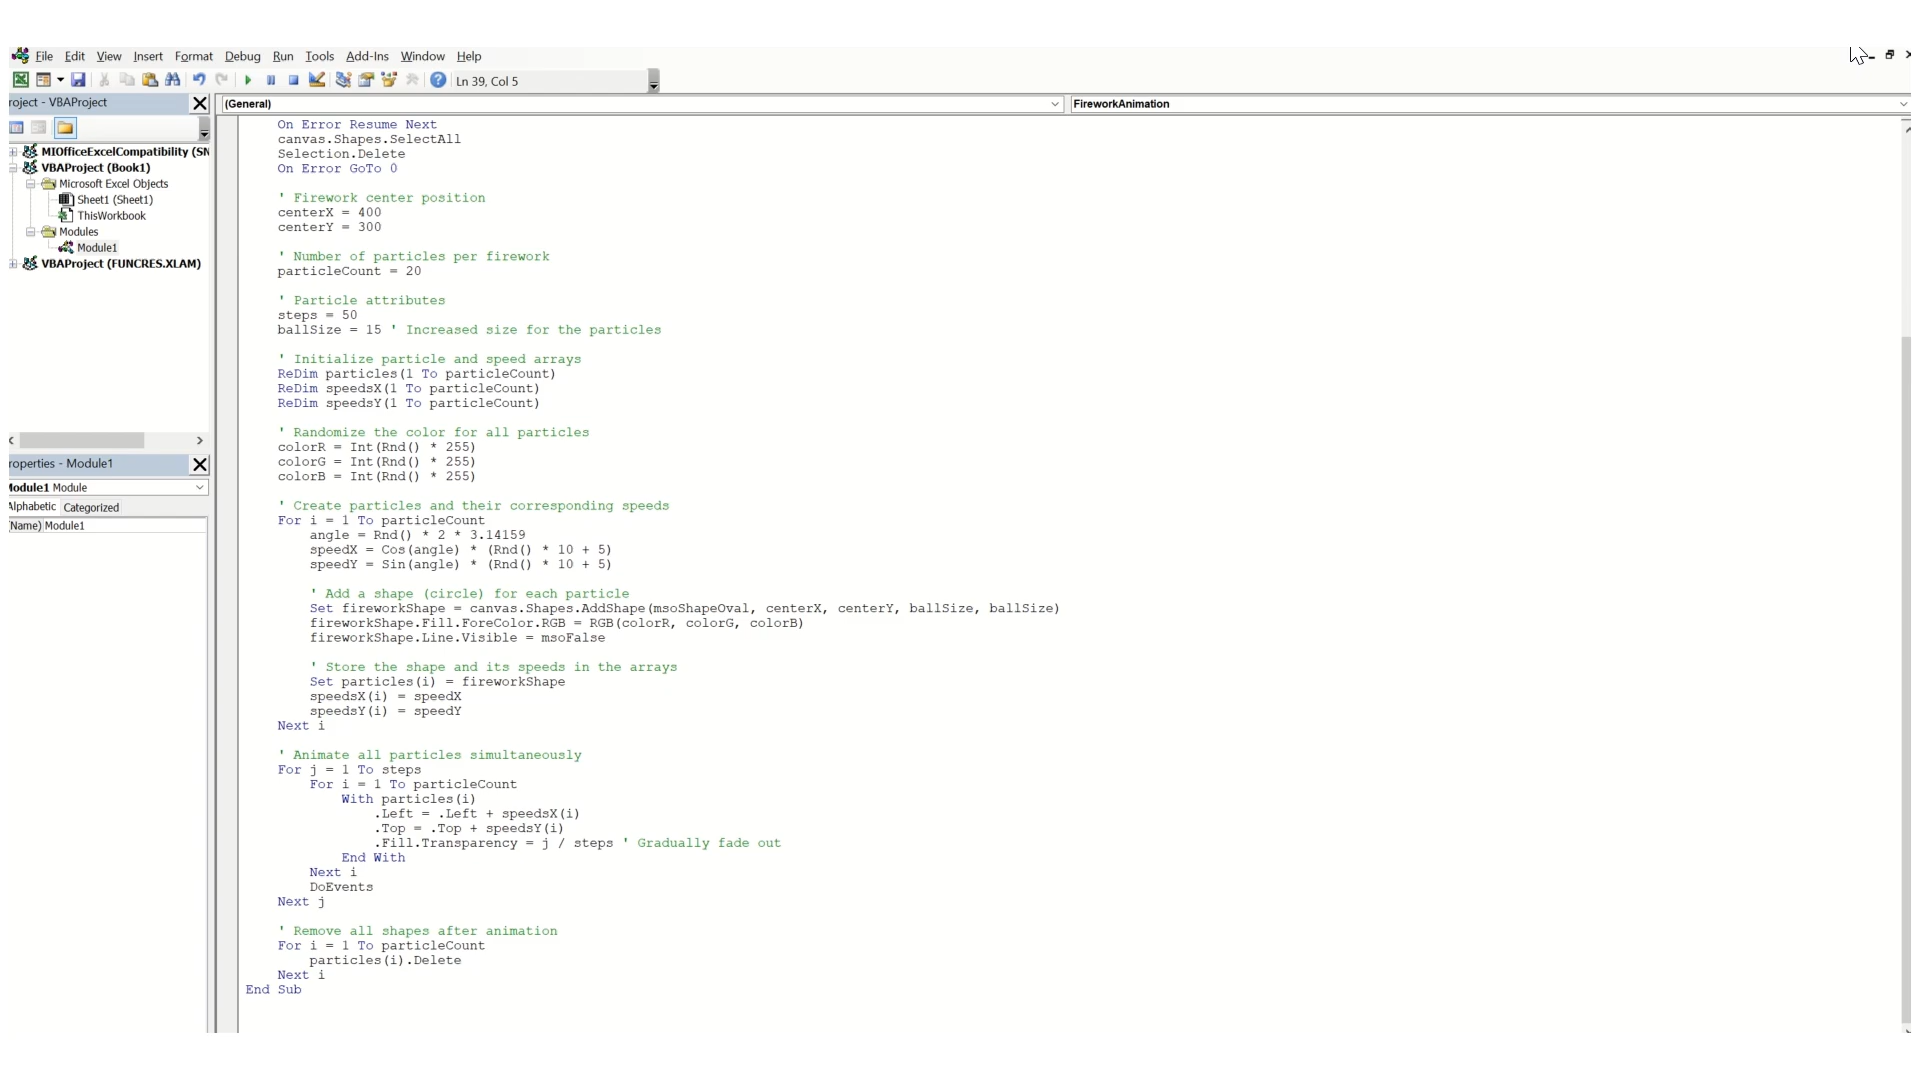 File Edit View Insert Format Debug Run Tools Add-Ins Window Help
Ln 39, Col 5
roject - VBAProject
(General)
FireworkAnimation
MIOfficeExcelCompatibility (SN
VBAProject (Book1)
Microsoft Excel Objects
Sheet1 (Sheet1)
ThisWorkbook
Modules
Module1
VBAProject (FUNCRES.XLAM)
roperties - Module1
Module1 Module
Alphabetic Categorized
(Name) Module1
On Error Resume Next
canvas.Shapes.SelectAll
Selection.Delete
On Error GoTo 0
' Firework center position
centerX = 400
centerY = 300
' Number of particles per firework
particleCount = 20
' Particle attributes
steps = 50
ballSize = 15 ' Increased size for the particles
' Initialize particle and speed arrays
ReDim particles(1 To particleCount)
ReDim speedsX(1 To particleCount)
ReDim speedsY(1 To particleCount)
' Randomize the color for all particles
colorR = Int(Rnd() * 255)
colorG = Int(Rnd() * 255)
colorB = Int(Rnd() * 255)
' Create particles and their corresponding speeds
For i = 1 To particleCount
angle = Rnd() * 2 * 3.14159
speedX = Cos(angle) * (Rnd() * 10 + 5)
speedY = Sin(angle) * (Rnd() * 10 + 5)
' Add a shape (circle) for each particle
Set fireworkShape = canvas.Shapes.AddShape(msoShapeOval, centerX, centerY, ballSize, ballSize)
fireworkShape.Fill.ForeColor.RGB = RGB(colorR, colorG, colorB)
fireworkShape.Line.Visible = msoFalse
' Store the shape and its speeds in the arrays
Set particles(i) = fireworkShape
speedsX(i) = speedX
speedsY(i) = speedY
Next i
' Animate all particles simultaneously
For j = 1 To steps
For i = 1 To particleCount
With particles(i)
.Left = .Left + speedsX(i)
.Top = .Top + speedsY(i)
.Fill.Transparency = j / steps ' Gradually fade out
End With
Next i
DoEvents
Next j
' Remove all shapes after animation
For i = 1 To particleCount
particles(i).Delete
Next i
End Sub